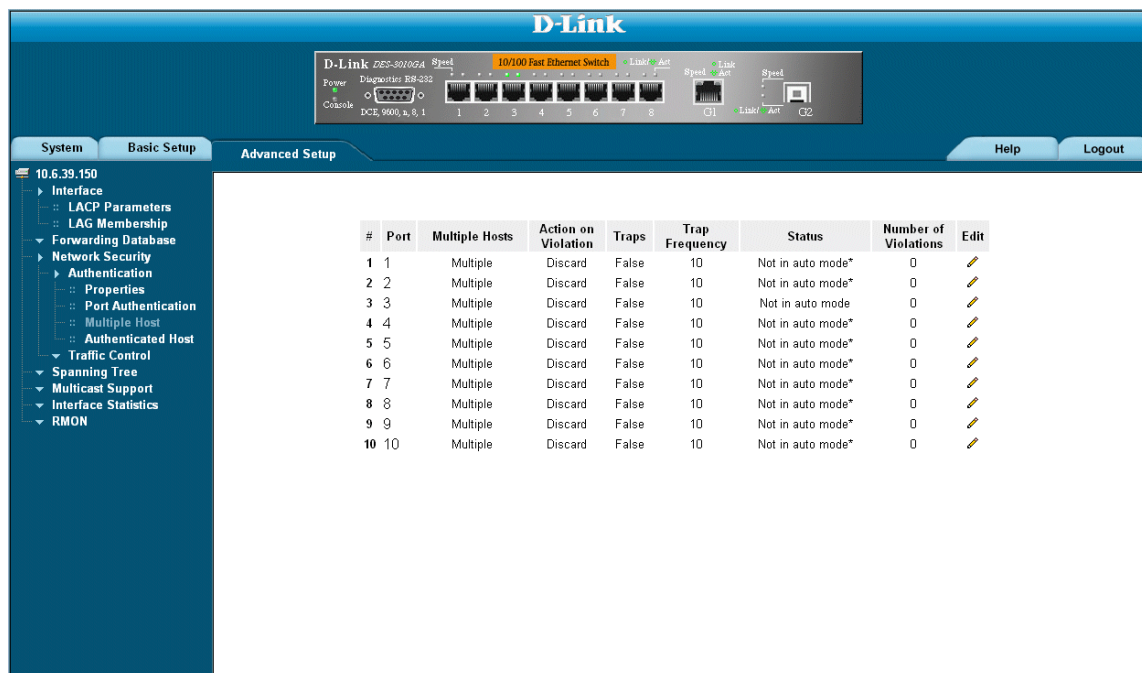 D-Link
D-Link DES-3010GA Speed 10/100 Fast Ethernet Switch Link/ Act
Power Diagnostics RS-232
Console
DCE, 9600, n, 8, 1 1 2 3 4 5 6 7 8
Speed Link Act
G1
Speed
Link/ Act G2
System Basic Setup Advanced Setup Help Logout
10.6.39.150
Interface
LACP Parameters
LAG Membership
Forwarding Database
Network Security
Authentication
Properties
Port Authentication
Multiple Host
Authenticated Host
Traffic Control
Spanning Tree
Multicast Support
Interface Statistics
RMON
# Port Multiple Hosts Action on Violation Traps Trap Frequency Status Number of Violations Edit
1 1 Multiple Discard False 10 Not in auto mode* 0
2 2 Multiple Discard False 10 Not in auto mode* 0
3 3 Multiple Discard False 10 Not in auto mode 0
4 4 Multiple Discard False 10 Not in auto mode* 0
5 5 Multiple Discard False 10 Not in auto mode* 0
6 6 Multiple Discard False 10 Not in auto mode* 0
7 7 Multiple Discard False 10 Not in auto mode* 0
8 8 Multiple Discard False 10 Not in auto mode* 0
9 9 Multiple Discard False 10 Not in auto mode* 0
10 10 Multiple Discard False 10 Not in auto mode* 0